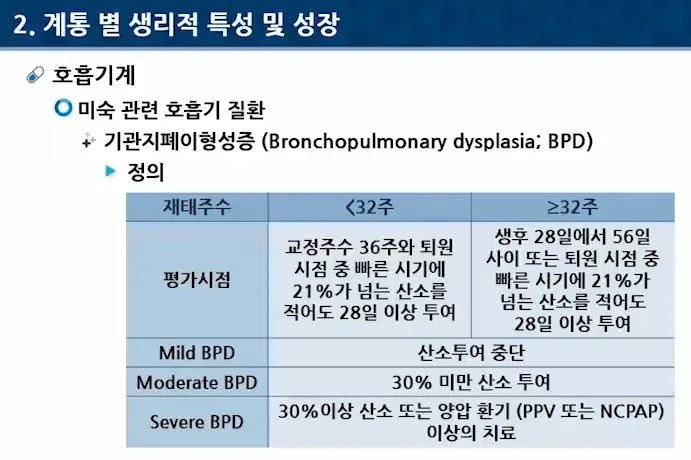 2. 계통 별 생리적 특성 및 성장
호흡기계
미숙 관련 호흡기 질환
기관지폐이형성증 (Bronchopulmonary dysplasia; BPD)
정의
재태주수 <32주 ≥32주
평가시점
교정주수 36주와 퇴원
시점 중 빠른 시기에
21%가 넘는 산소를
적어도 28일 이상 투여
생후 28일에서 56일
사이 또는 퇴원 시점 중
빠른 시기에 21%가
넘는 산소를 적어도
28일 이상 투여
Mild BPD 산소투여 중단
Moderate BPD 30% 미만 산소 투여
Severe BPD
30%이상 산소 또는 양압 환기 (PPV 또는 NCPAP)
이상의 치료